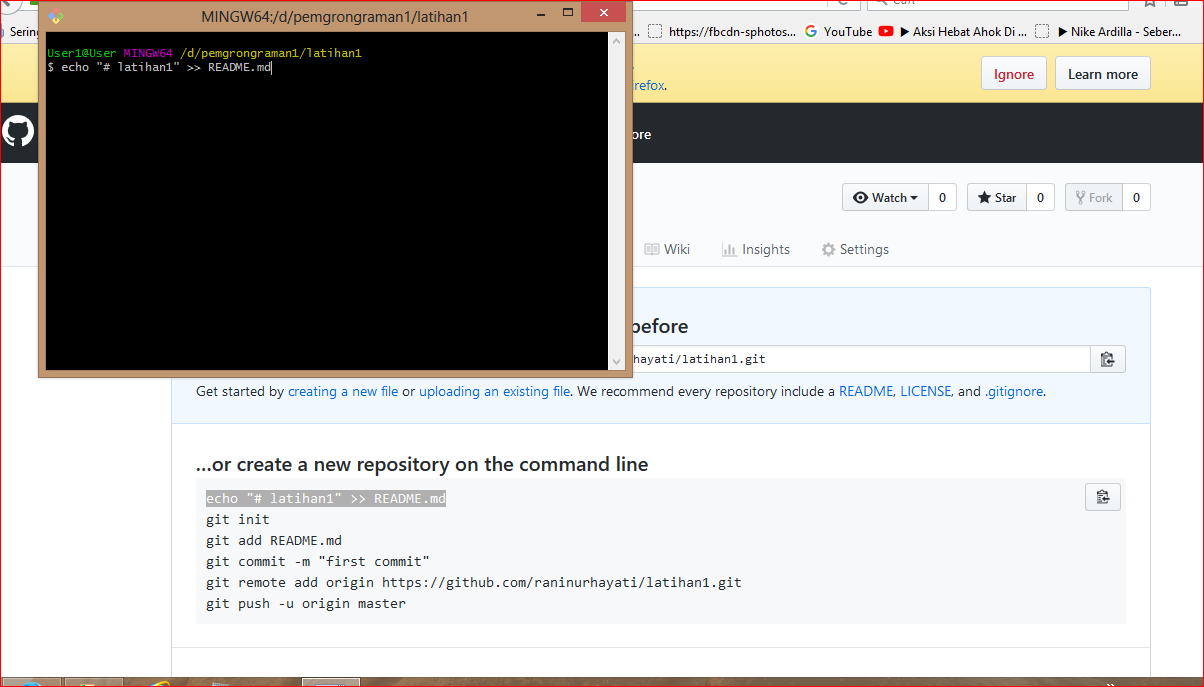 MINGW64:/d/pemgrongraman1/latihan1
User1@User MINGW64 /d/pemgrongraman1/latihan1
$ echo "# latihan1" >> README.md
https://fbcdn-sphotos...
YouTube
▶ Aksi Hebat Ahok Di ...
▶ Nike Ardilla - Seber...
irefox.
Ignore
Learn more
ore
Watch
0
Star
0
Fork
0
Wiki
Insights
Settings
before
hayati/latihan1.git
Get started by creating a new file or uploading an existing file. We recommend every repository include a README, LICENSE, and .gitignore.
…or create a new repository on the command line
echo "# latihan1" >> README.md
git init
git add README.md
git commit -m "first commit"
git remote add origin https://github.com/raninurhayati/latihan1.git
git push -u origin master